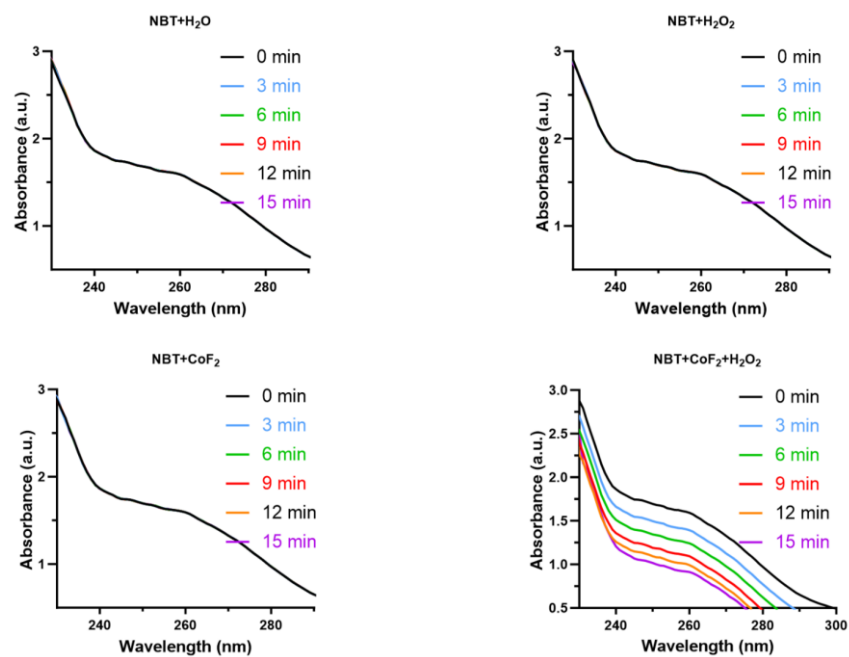 NBT+H₂O
Absorbance (a.u.)
3
2
1
240
260
280
Wavelength (nm)
0 min
3 min
6 min
9 min
12 min
15 min
NBT+H₂O₂
Absorbance (a.u.)
3
2
1
240
260
280
Wavelength (nm)
0 min
3 min
6 min
9 min
12 min
15 min
NBT+CoF₂
Absorbance (a.u.)
3
2
1
240
260
280
Wavelength (nm)
0 min
3 min
6 min
9 min
12 min
15 min
NBT+CoF₂+H₂O₂
Absorbance (a.u.)
3.0
2.5
2.0
1.5
1.0
0.5
240
260
280
300
Wavelength (nm)
0 min
3 min
6 min
9 min
12 min
15 min